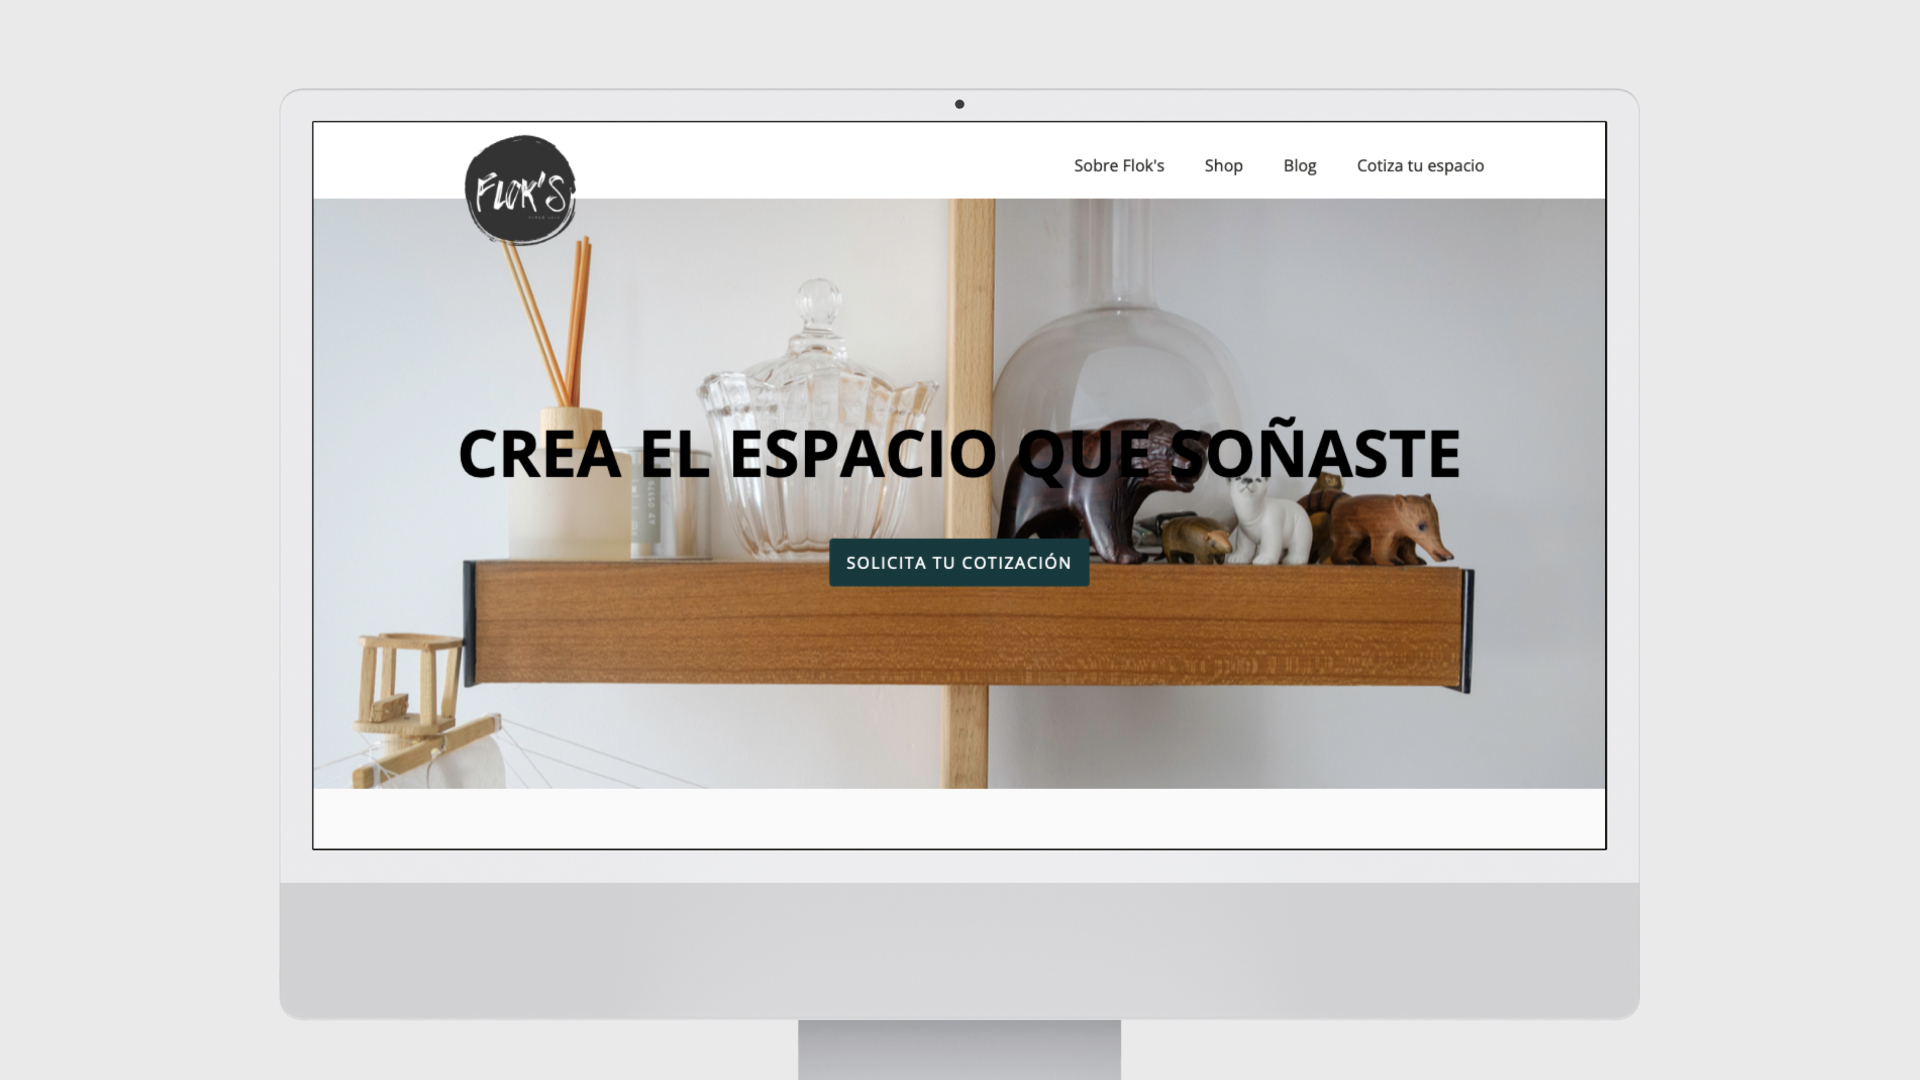 FLOK'S
Sobre Flok's
Shop
Blog
Cotiza tu espacio
CREA EL ESPACIO QUE SOÑASTE
SOLICITA TU COTIZACIÓN